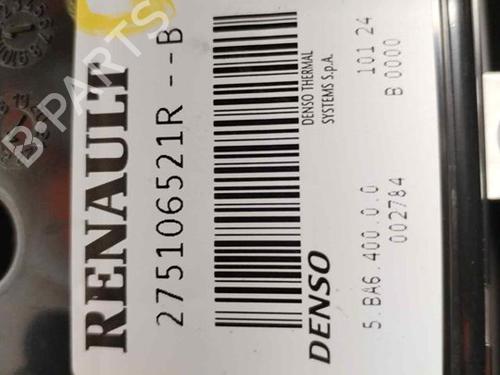 RENAULT
275106521R--B
DENSO
DENSO THERMAL
SYSTEMS S.p.A.
5.BA6.400.0.0
101 24
002784
B 0000
B-PARTS